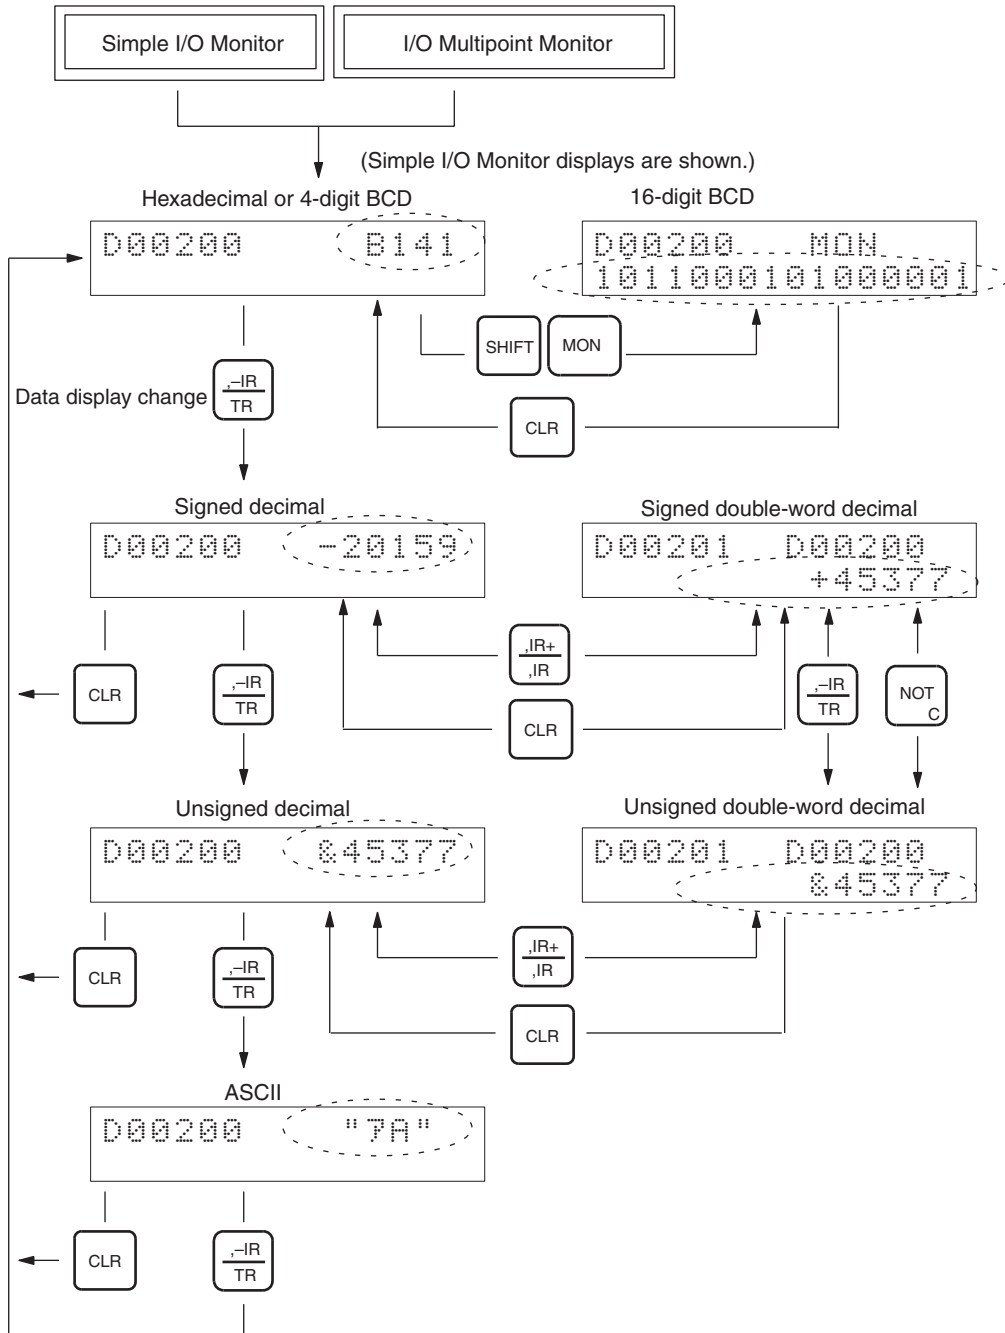 Simple I/O Monitor
I/O Multipoint Monitor
(Simple I/O Monitor displays are shown.)
Hexadecimal or 4-digit BCD
16-digit BCD
D00200 B141
D00200 MON
1011000101000001
SHIFT
MON
Data display change
,–IR
TR
CLR
Signed decimal
Signed double-word decimal
D00200 -20159
D00201 D00200
+45377
,IR+
,IR
CLR
,–IR
TR
,–IR
TR
NOT
C
CLR
Unsigned decimal
Unsigned double-word decimal
D00200 &45377
D00201 D00200
&45377
,IR+
,IR
CLR
,–IR
TR
CLR
ASCII
D00200 "7A"
CLR
,–IR
TR